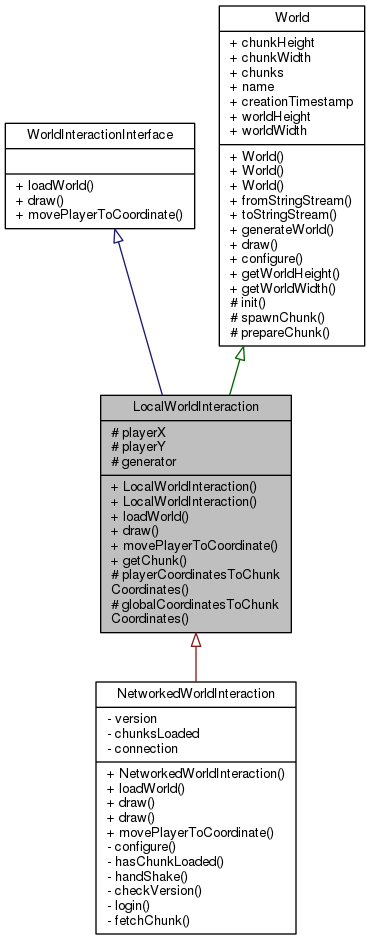 World
+ chunkHeight
+ chunkWidth
+ chunks
+ name
+ creationTimestamp
+ worldHeight
+ worldWidth
+ World()
+ World()
+ World()
+ fromStringStream()
+ toStringStream()
+ generateWorld()
+ draw()
+ configure()
+ getWorldHeight()
+ getWorldWidth()
# init()
# spawnChunk()
# prepareChunk()
WorldInteractionInterface
+ loadWorld()
+ draw()
+ movePlayerToCoordinate()
LocalWorldInteraction
# playerX
# playerY
# generator
+ LocalWorldInteraction()
+ LocalWorldInteraction()
+ loadWorld()
+ draw()
+ movePlayerToCoordinate()
+ getChunk()
# playerCoordinatesToChunk
Coordinates()
# globalCoordinatesToChunk
Coordinates()
NetworkedWorldInteraction
- version
- chunksLoaded
- connection
+ NetworkedWorldInteraction()
+ loadWorld()
+ draw()
+ draw()
+ movePlayerToCoordinate()
- configure()
- hasChunkLoaded()
- handShake()
- checkVersion()
- login()
- fetchChunk()